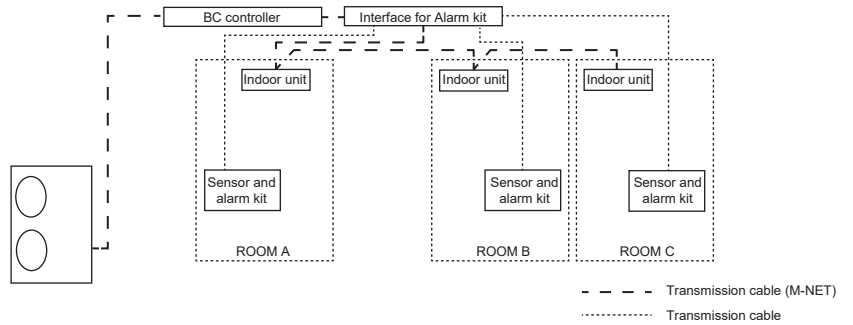 BC controller
Interface for Alarm kit
Indoor unit
Indoor unit
Indoor unit
Sensor and
alarm kit
Sensor and
alarm kit
Sensor and
alarm kit
ROOM A
ROOM B
ROOM C
Transmission cable (M-NET)
Transmission cable